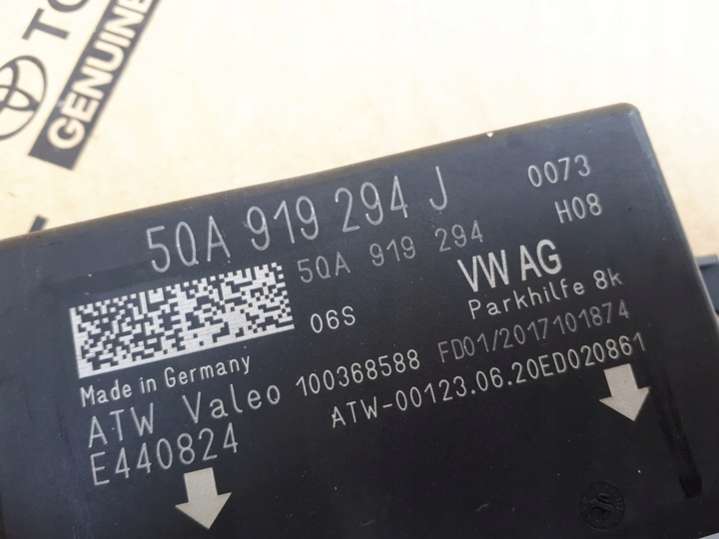 TO
GENUINE
5QA 919 294 J
0073
5QA 919 294
H08
06S
VW AG
Parkhilfe 8k
Made in Germany
100368588
FD01/2017101874
ATW Valeo
ATW-00123.06.20ED020861
E440824